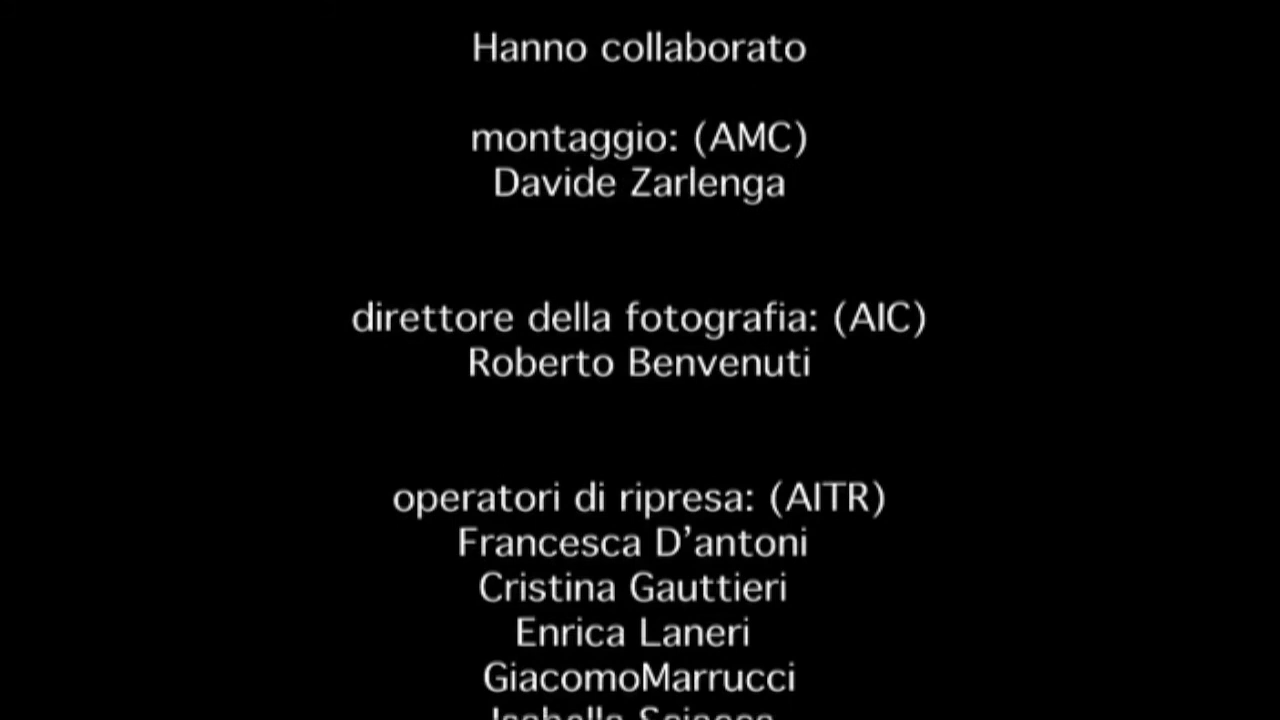 Hanno collaborato
montaggio: (AMC)
Davide Zarlenga
direttore della fotografia: (AIC)
Roberto Benvenuti
operatori di ripresa: (AITR)
Francesca D’antoni
Cristina Gauttieri
Enrica Laneri
GiacomoMarrucci